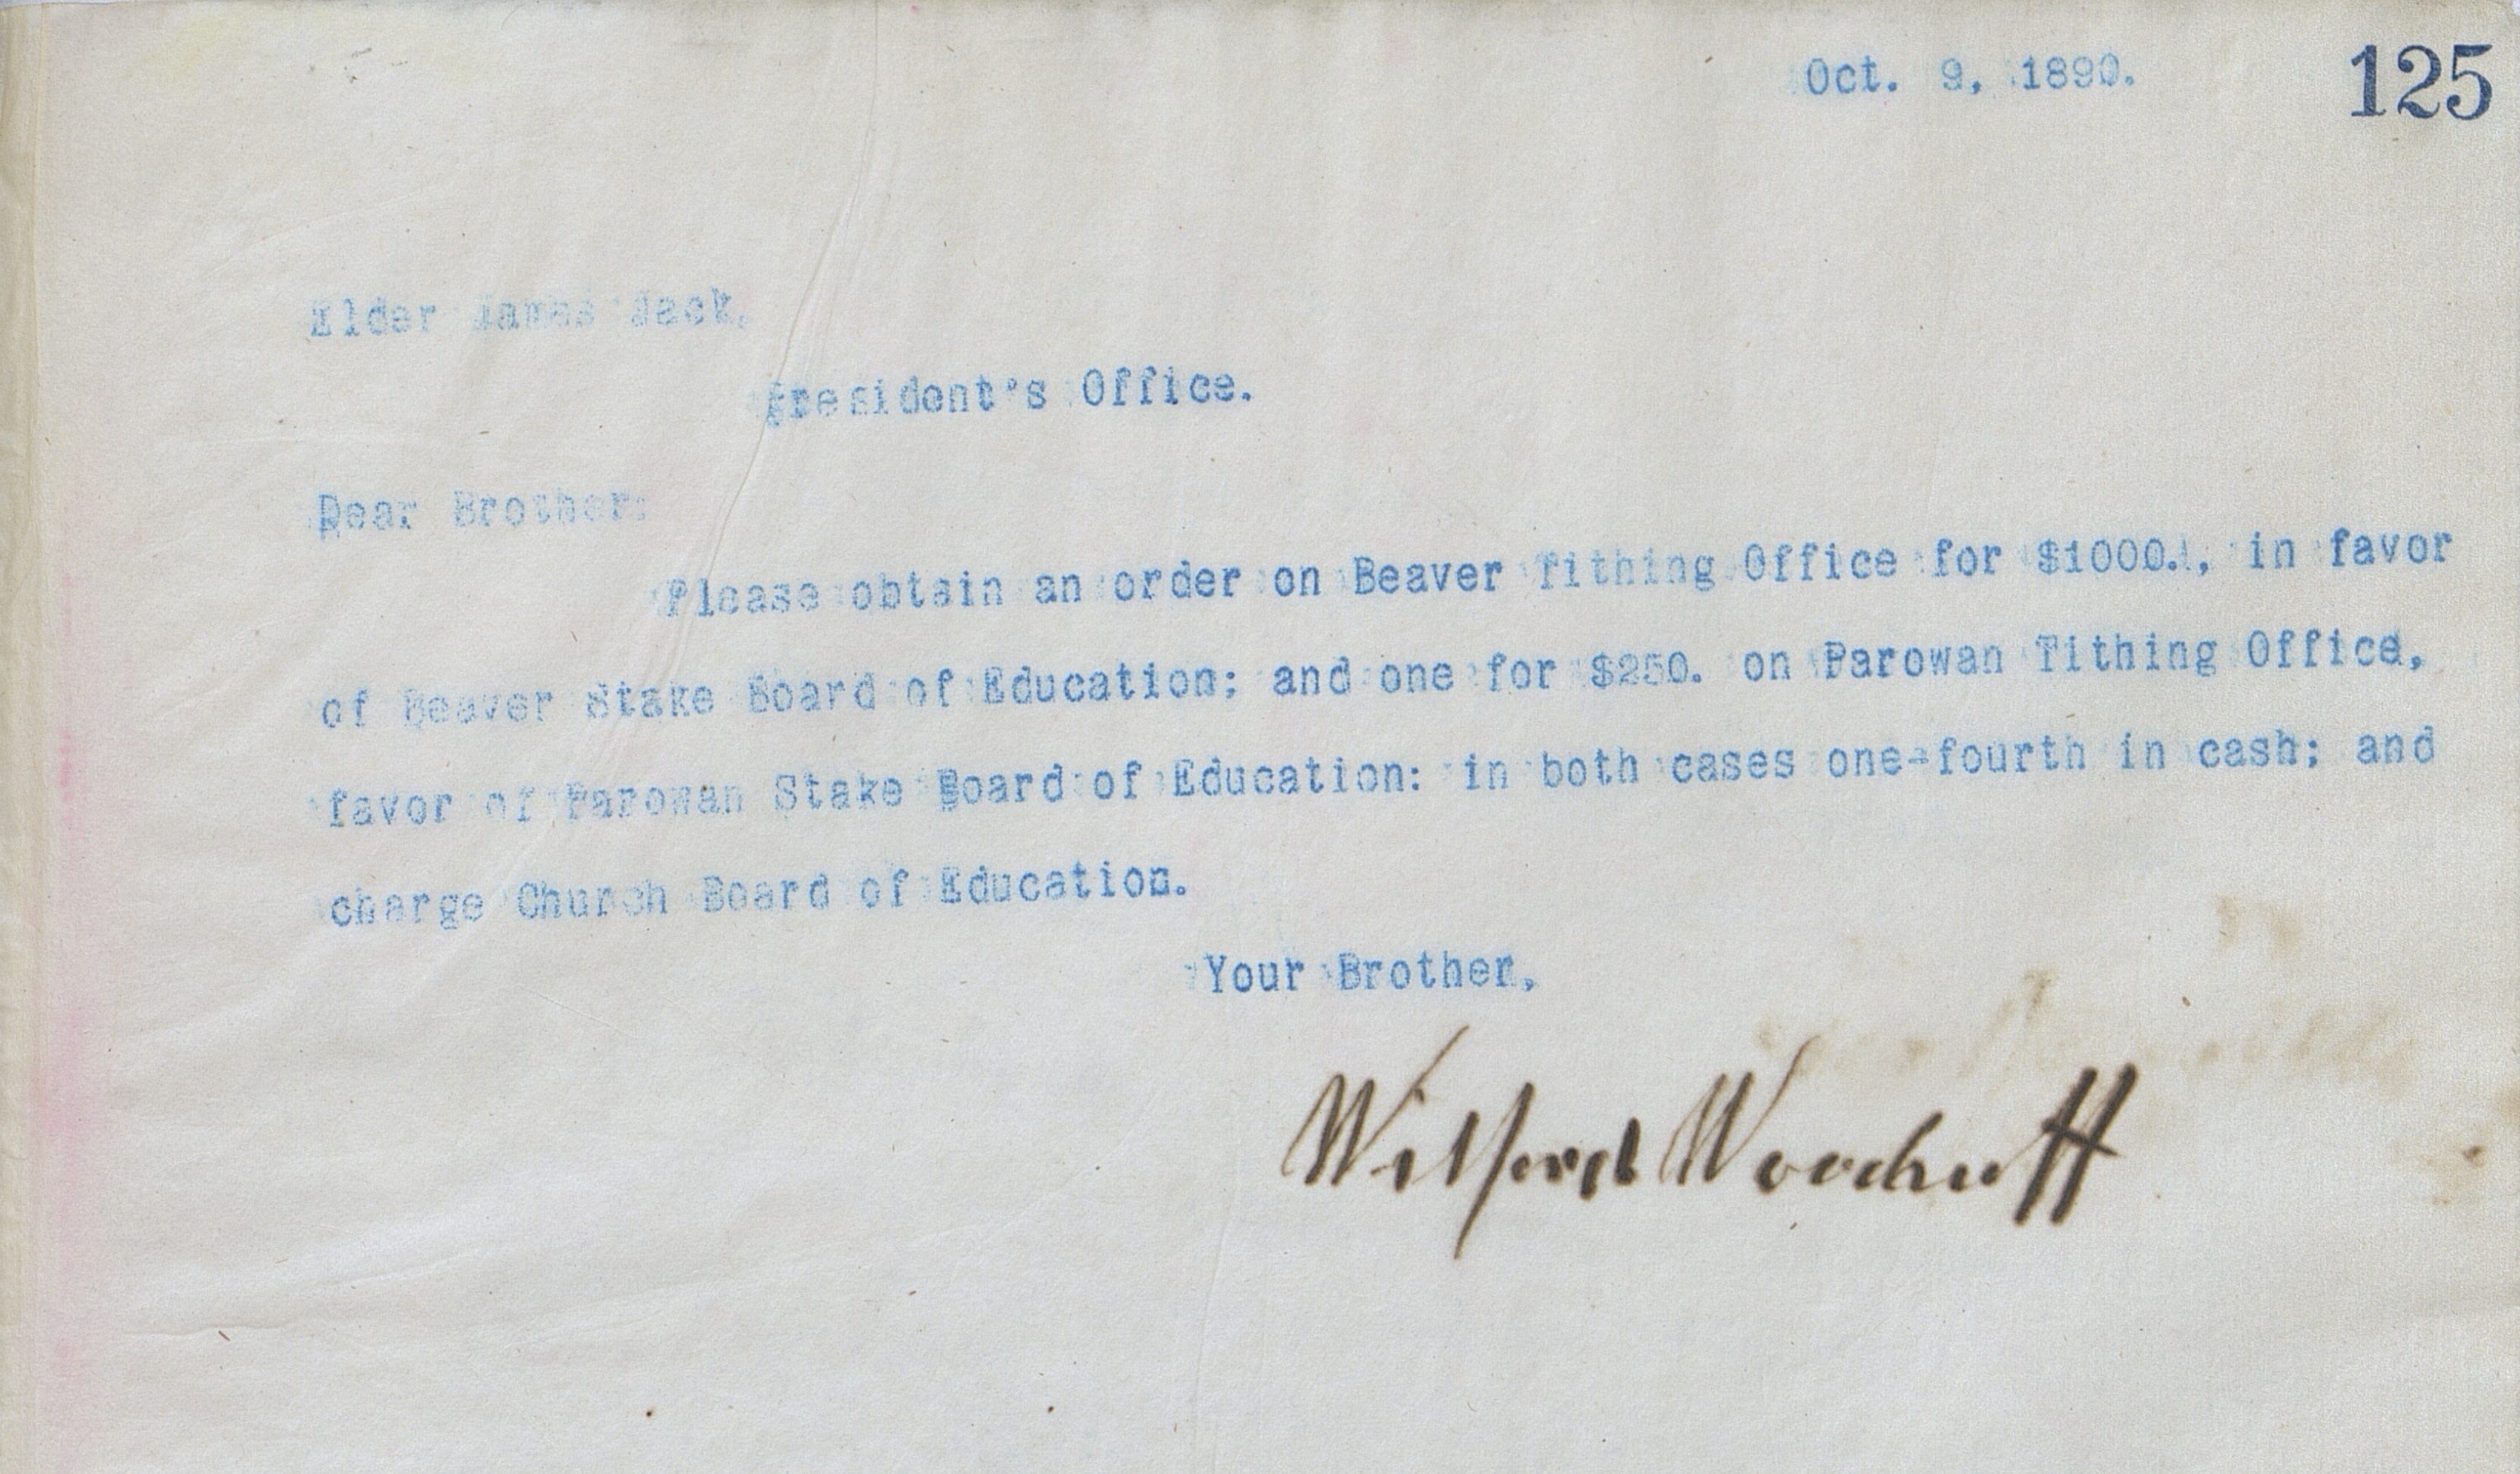 Oct. 9, 1890.
125
Elder James Jack,
President's Office.
Dear Brother:
Please obtain an order on Beaver Tithing Office for $1000., in favor
of Beaver Stake Board of Education; and one for $250. on Parowan Tithing Office,
favor of Parowan Stake Board of Education: in both cases one-fourth in cash; and
charge Church Board of Education.
Your Brother,
Wilford Woodruff